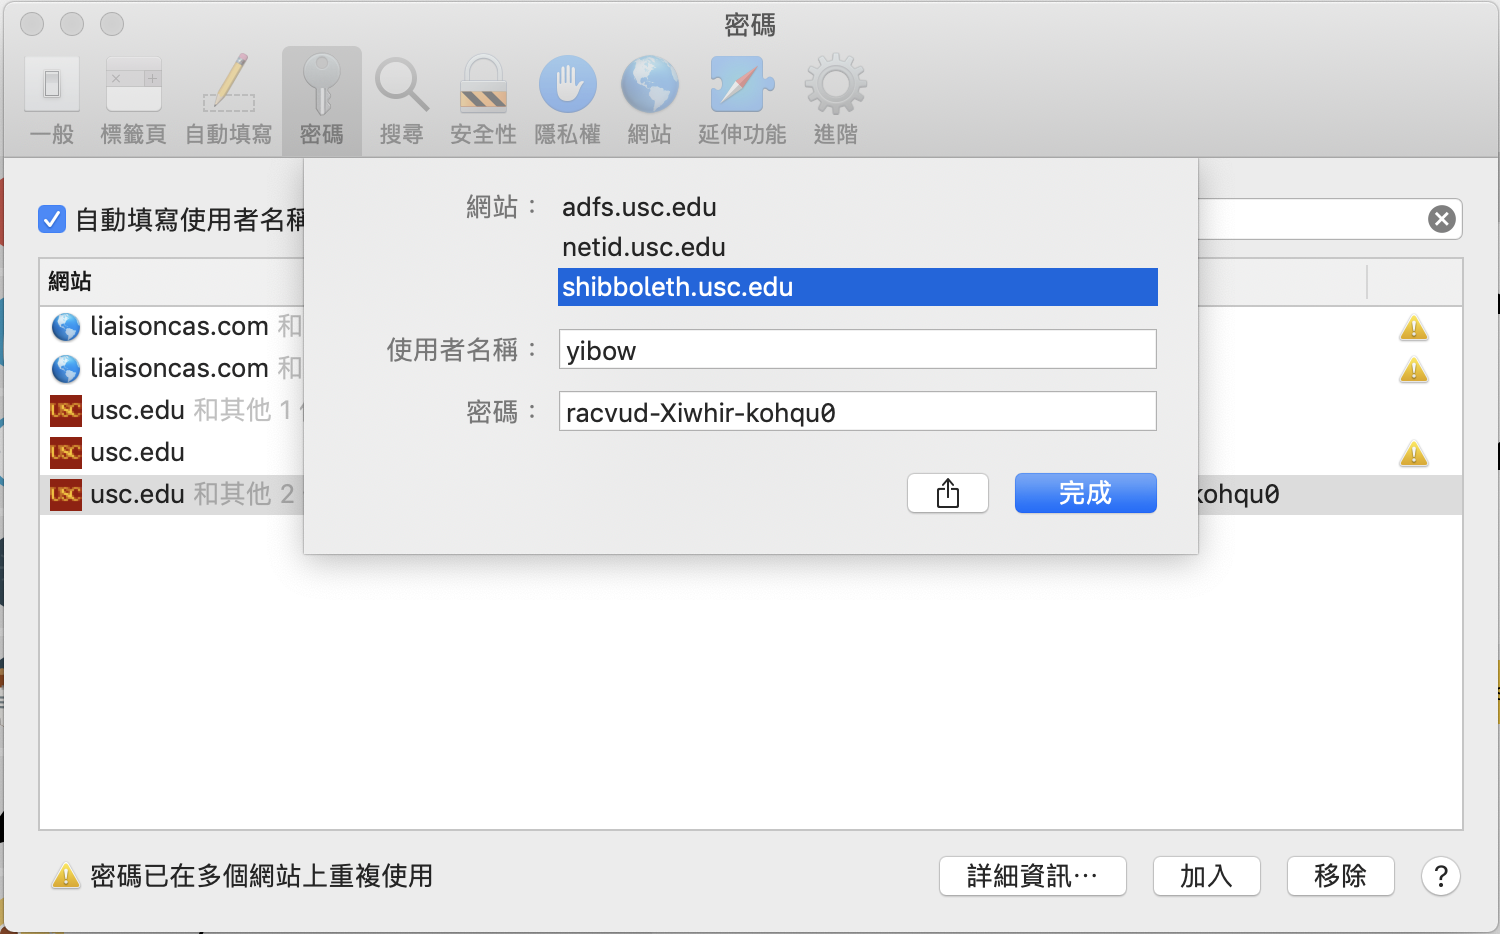 密碼
一般 標籤頁 自動填寫 密碼 搜尋 安全性 隱私權 網站 延伸功能 進階
自動填寫使用者名稱
網站
liaisoncas.com 和
liaisoncas.com 和
USC usc.edu 和其他 1
USC usc.edu
USC usc.edu 和其他 2
kohqu0
網站：
adfs.usc.edu
netid.usc.edu
shibboleth.usc.edu
使用者名稱： yibow
密碼： racvud-Xiwhir-kohqu0
完成
密碼已在多個網站上重複使用
詳細資訊⋯ 加入 移除 ?